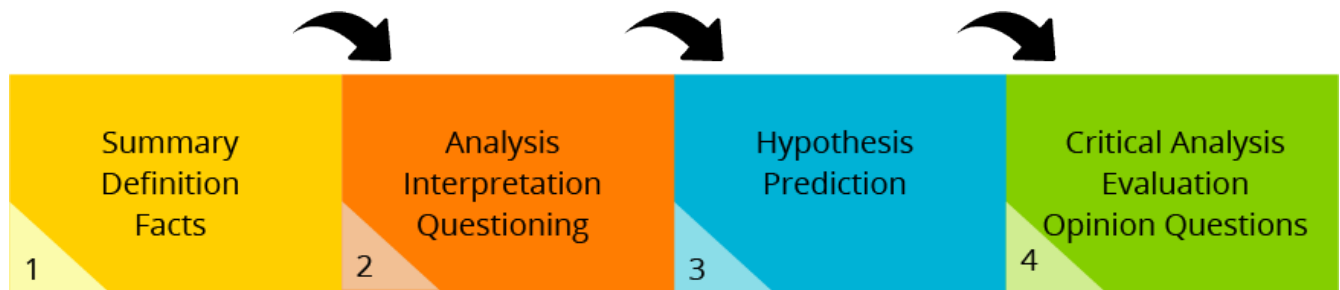 Summary
Definition
Facts
1
Analysis
Interpretation
Questioning
2
Hypothesis
Prediction
3
Critical Analysis
Evaluation
Opinion Questions
4